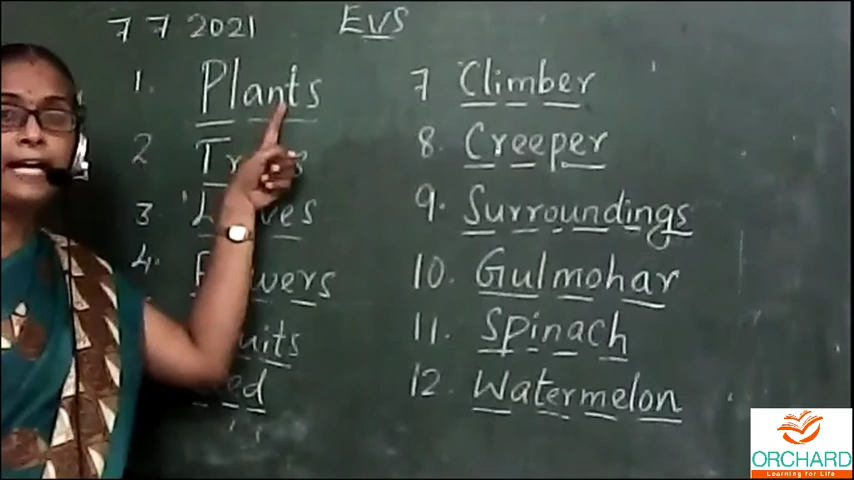 7 7 2021 EVS
1. Plants
2
3.
4.
7 Climber
8. Creeper
9. Surroundings
10. Gulmohar
11. Spinach
12. Watermelon
ORCHARD
Learning for Life